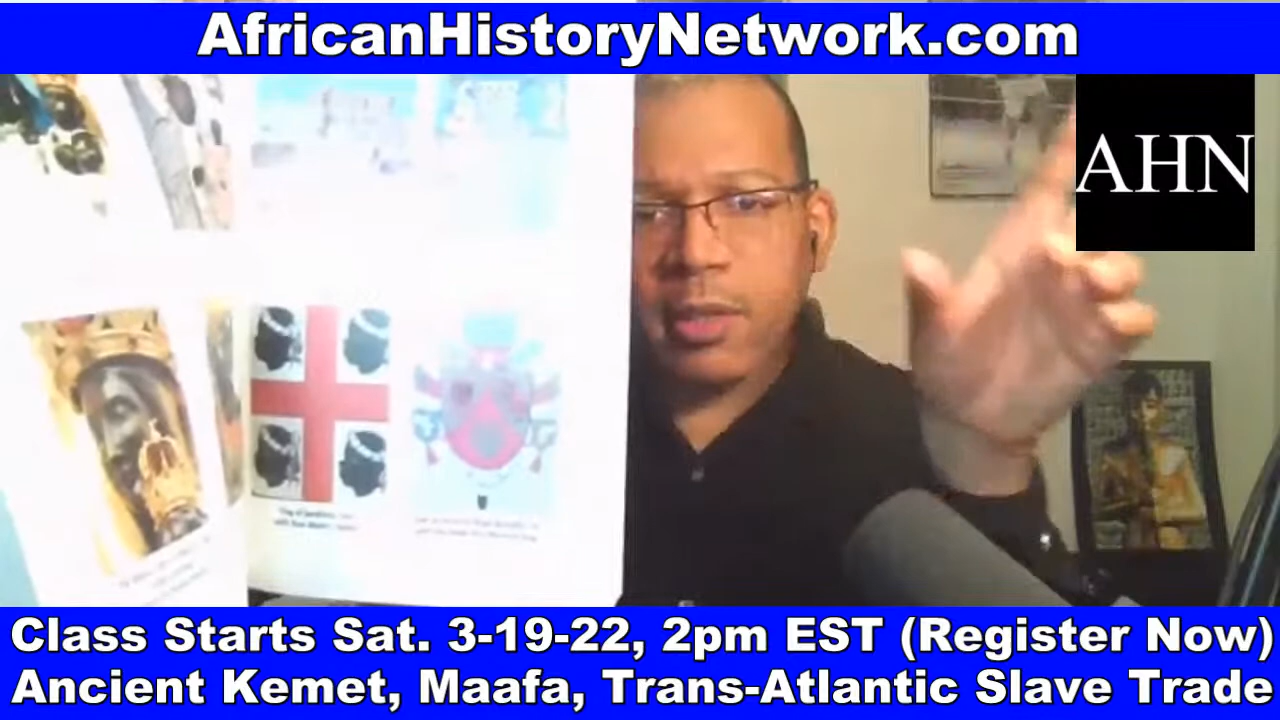 AfricanHistoryNetwork.com
AHN
Class Starts Sat. 3-19-22, 2pm EST (Register Now)
Ancient Kemet, Maafa, Trans-Atlantic Slave Trade